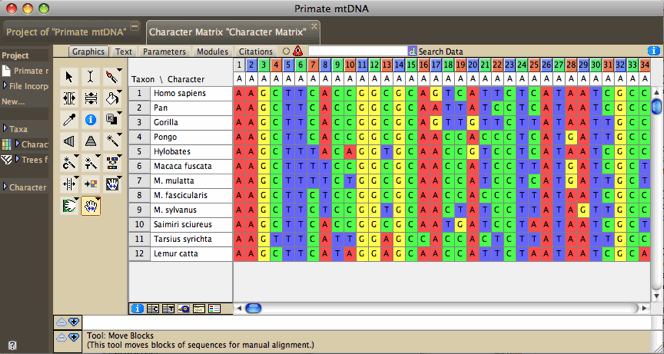 Primate mtDNA
Project of "Primate mtDNA"
Character Matrix "Character Matrix"
Project
Primate r
File Incorp
New...
Taxa
Charac
Trees f
Character
Graphics Text Parameters Modules Citations Search Data
1 2 3 4 5 6 7 8 9 10 11 12 13 14 15 16 17 18 19 20 21 22 23 24 25 26 27 28 29 30 31 32 33 34
Taxon \ Character A A A A A A A A A A A A A A A A A A A A A A A A A A A A A A A A A A
1 Homo sapiens A A G C T T C A C C G G C G C A G T C A T T C T C A T A A T C G C C
2 Pan A A G C T T C A C C G G C G C A A T T A T C C T C A T A A T C G C C
3 Gorilla A A G C T T C A C C G G C G C A G T T G T T C T T A T A A T T G C C
4 Pongo A A G C T T C A C C G G C G C A A C C A C C C T C A T G A T T G C C
5 Hylobates A A G C T T T A C A G G T G C A A C C G T C C T C A T A A T C G C C
6 Macaca fuscata A A G C T T T T C C G G C G C A A C C A T C C T T A T G A T C G C T
7 M. mulatta A A G C T T T T C T G G C G C A A C C A T C C T C A T G A T T G C T
8 M. fascicularis A A G C T T C T C C G G C G C A A C C A C C C T T A T A A T C G C C
9 M. sylvanus A A G C T T C T C C G G T G C A A C T A T C C T T A T A G T T G C C
10 Saimiri sciureus A A G C T T C A C C G G C G C A A T G A T C C T A A T A A T C G C T
11 Tarsius syrichta A A G T T T C A T T G G A G C C A C C A C T C T T A T A A T T G C C
12 Lemur catta A A G C T T C A T A G G A G C A A C C A T T C T A A T A A T C G C A
Tool: Move Blocks
(This tool moves blocks of sequences for manual alignment.)